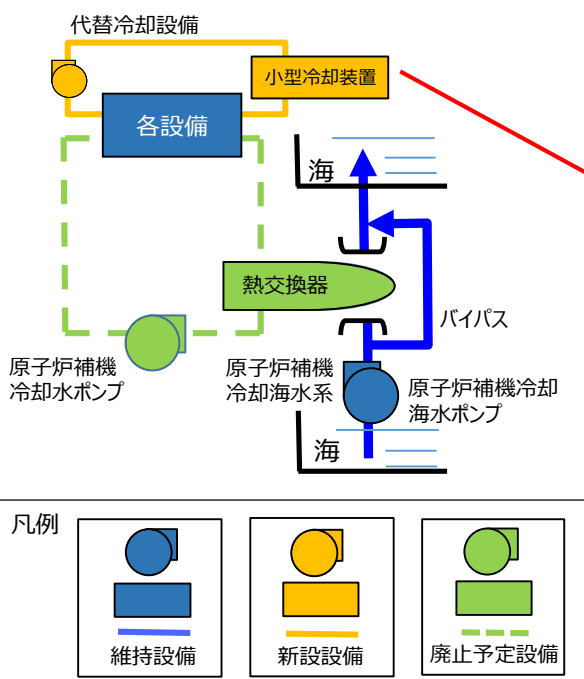 代替冷却設備
小型冷却装置
各設備
海
熱交換器
バイパス
原子炉補機
冷却水ポンプ
原子炉補機
冷却海水系
原子炉補機冷却
海水ポンプ
海
凡例
維持設備
新設設備
廃止予定設備